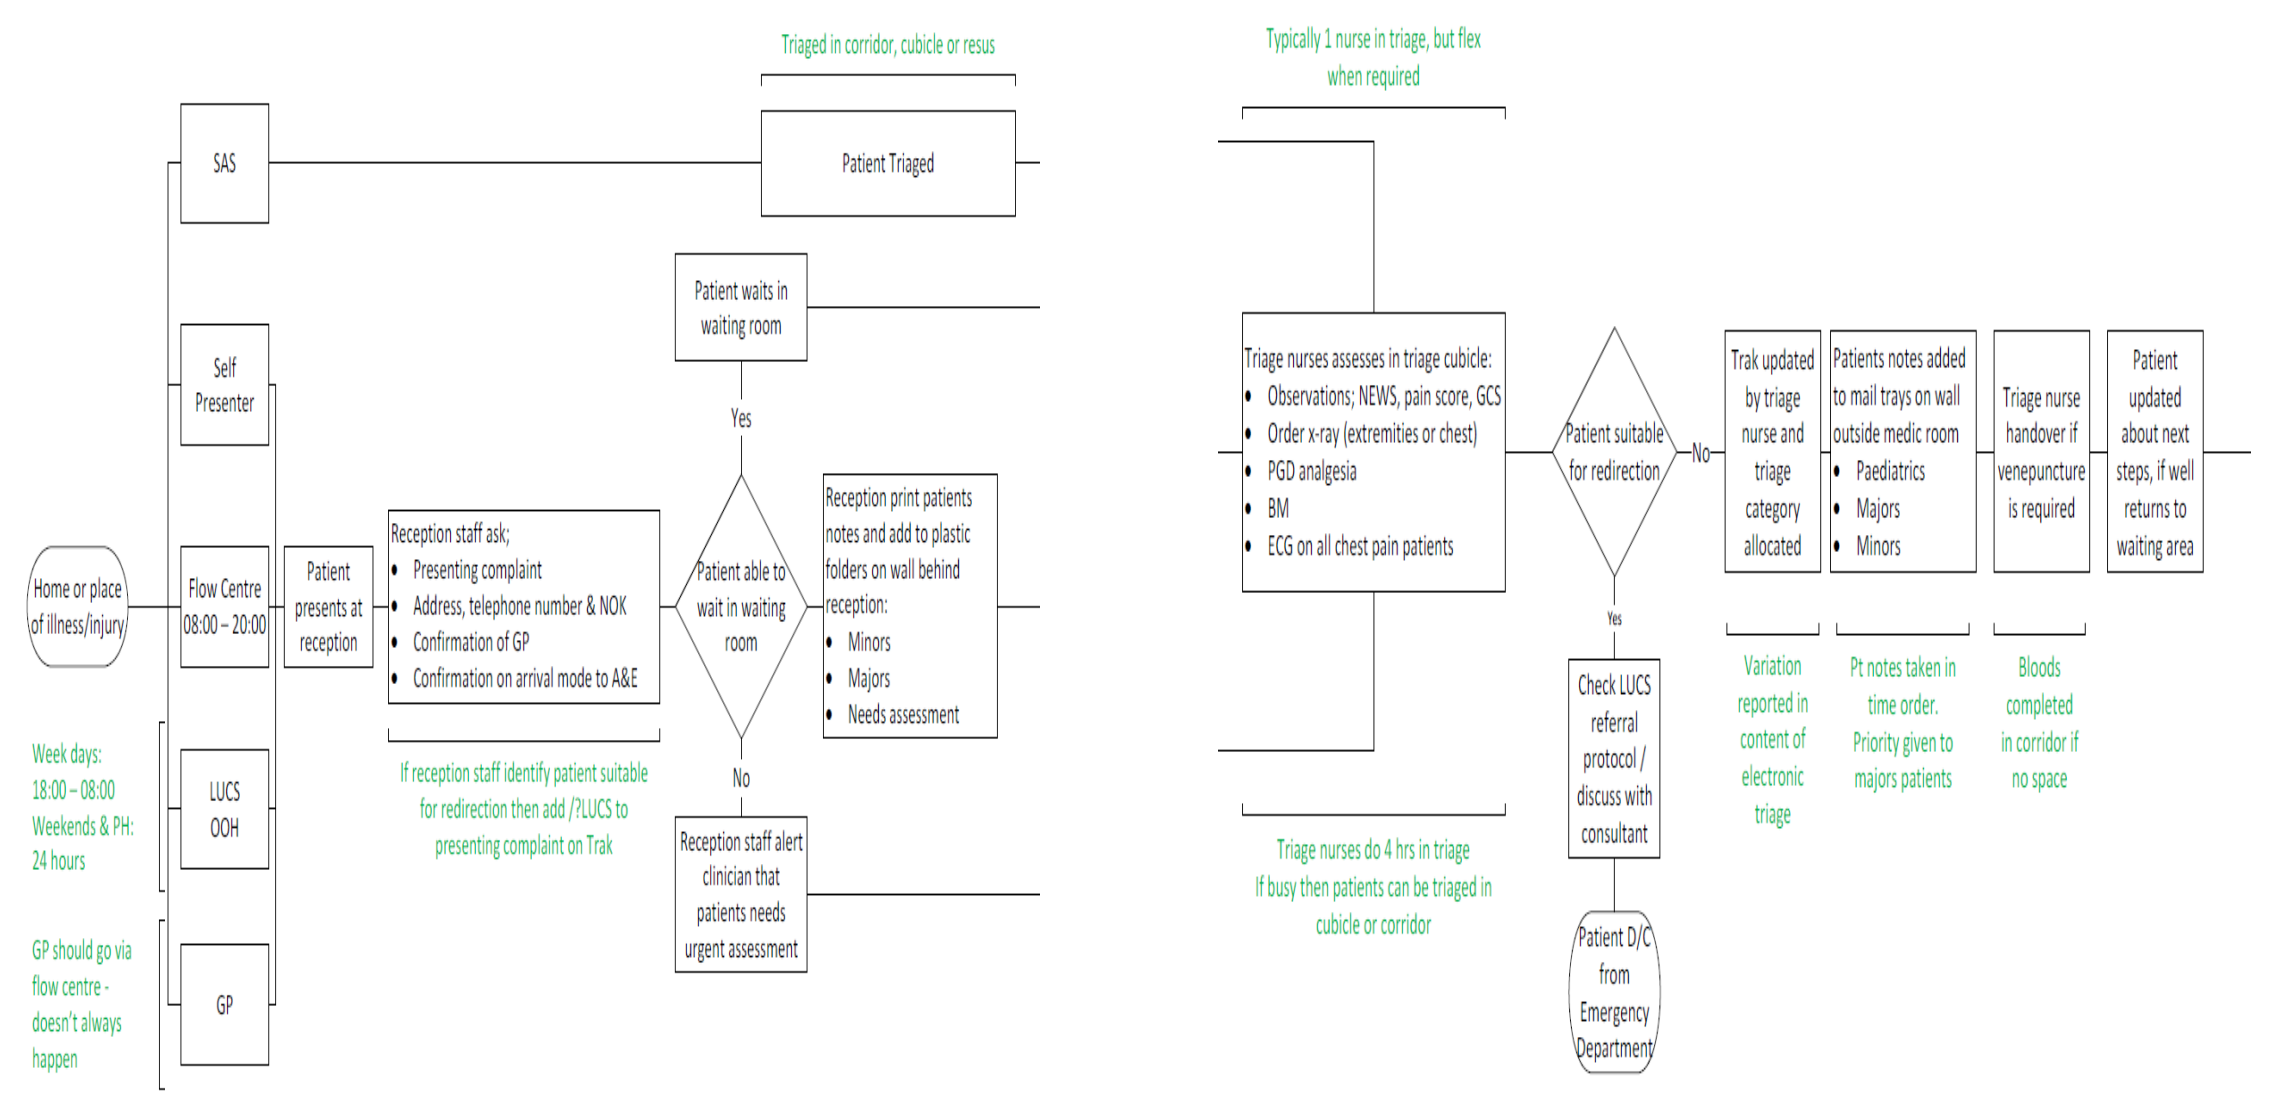 Triaged in corridor, cubicle or resus
SAS
Patient Triaged
Patient waits in
waiting room
Self
Presenter
Yes
Home or place
of illness/injury
Flow Centre
08:00 – 20:00
Patient
presents at
reception
Reception staff ask;
• Presenting complaint
• Address, telephone number & NOK
• Confirmation of GP
• Confirmation on arrival mode to A&E
If reception staff identify patient suitable
for redirection then add /?LUCS to
presenting complaint on Trak
Patient able to
wait in waiting
room
Reception print patients
notes and add to plastic
folders on wall behind
reception:
• Minors
• Majors
• Needs assessment
No
Reception staff alert
clinician that
patients needs
urgent assessment
Week days:
18:00 – 08:00
Weekends & PH:
24 hours
LUCS
OOH
GP should go via
flow centre -
doesn't always
happen
GP
Typically 1 nurse in triage, but flex
when required
Triage nurses assesses in triage cubicle:
• Observations; NEWS, pain score, GCS
• Order x-ray (extremities or chest)
• PGD analgesia
• BM
• ECG on all chest pain patients
Triage nurses do 4 hrs in triage
If busy then patients can be triaged in
cubicle or corridor
Patient suitable
for redirection
No
Yes
Check LUCS
referral
protocol /
discuss with
consultant
Patient D/C
from
Emergency
Department
Trak updated
by triage
nurse and
triage
category
allocated
Variation
reported in
content of
electronic
triage
Patients notes added
to mail trays on wall
outside medic room
• Paediatrics
• Majors
• Minors
Pt notes taken in
time order.
Priority given to
majors patients
Triage nurse
handover if
venepuncture
is required
Bloods
completed
in corridor if
no space
Patient
updated
about next
steps, if well
returns to
waiting area